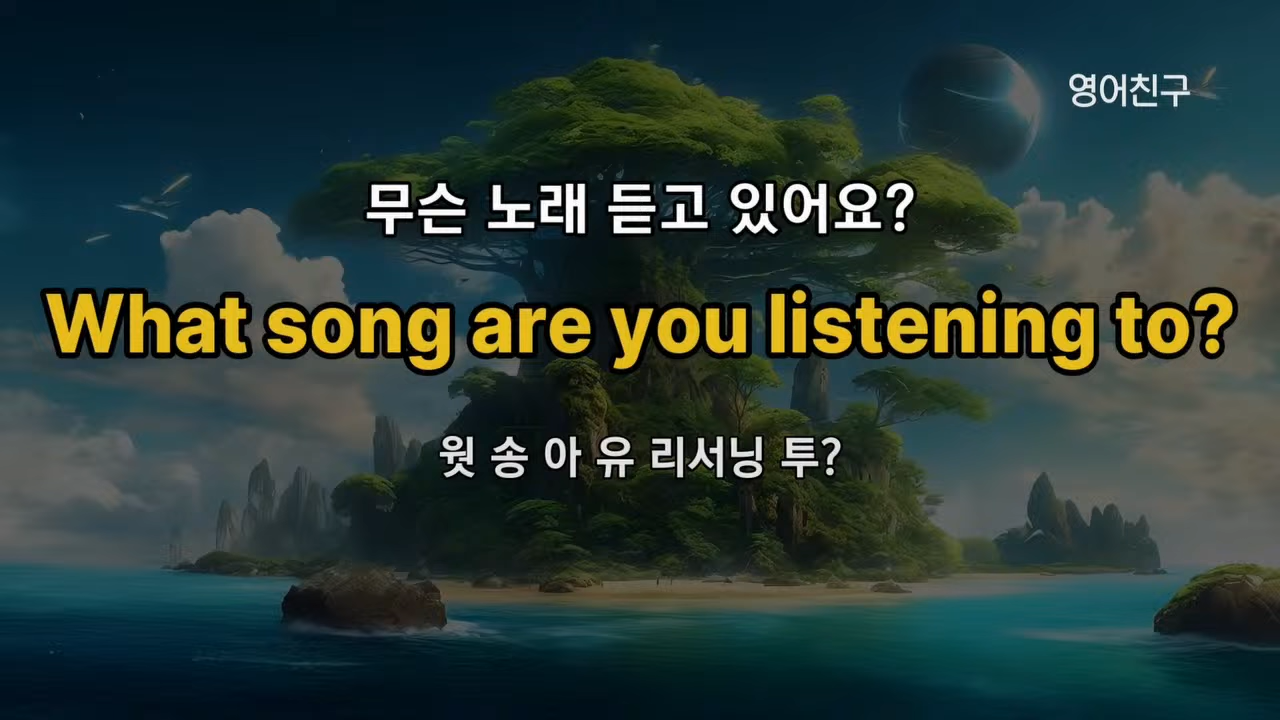 영어친구
무슨 노래 듣고 있어요?
What song are you listening to?
웟 송 아 유 리서닝 투?